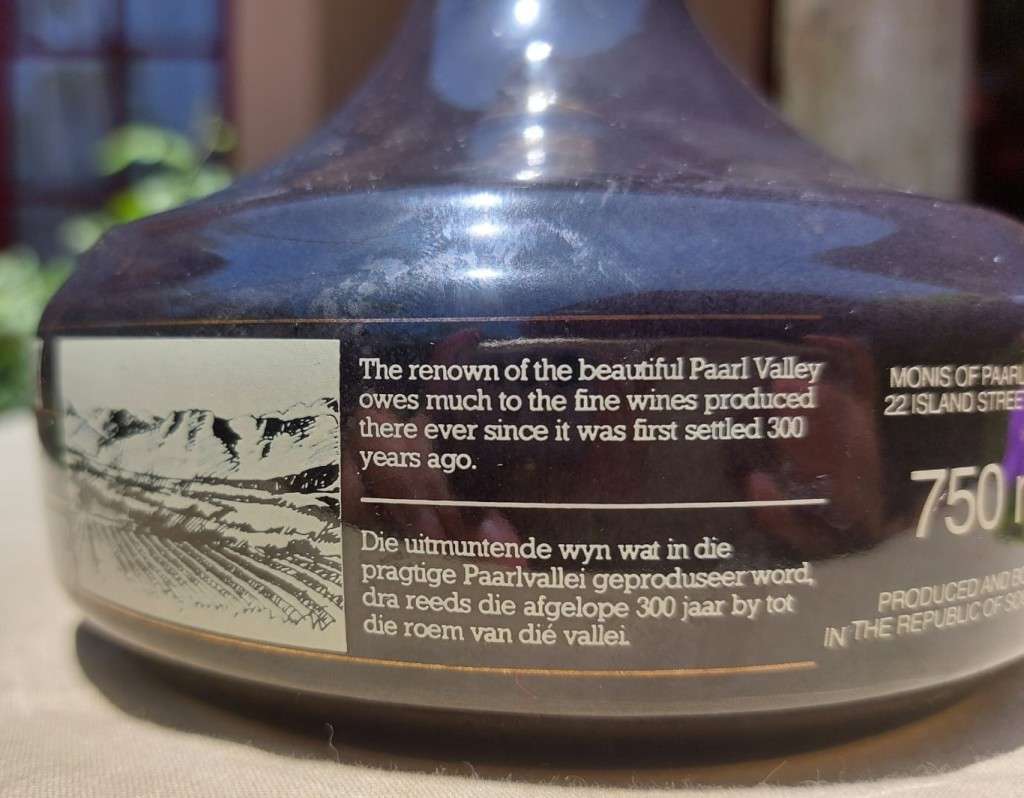 The renown of the beautiful Paarl Valley
owes much to the fine wines produced
there ever since it was first settled 300
years ago.
Die uitmuntende wyn wat in die
pragtige Paarlvallei geproduseer word,
dra reeds die afgelope 300 jaar by tot
die roem van dié vallei.
MONIS OF PAARL
22 ISLAND STREET
750
PRODUCED AND
IN THE REPUBLIC OF